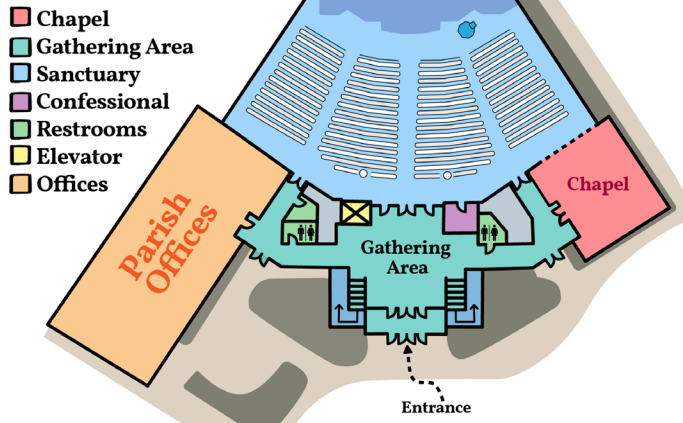 Chapel
Gathering Area
Sanctuary
Confessional
Restrooms
Elevator
Offices
Parish
Offices
Chapel
Gathering
Area
Entrance